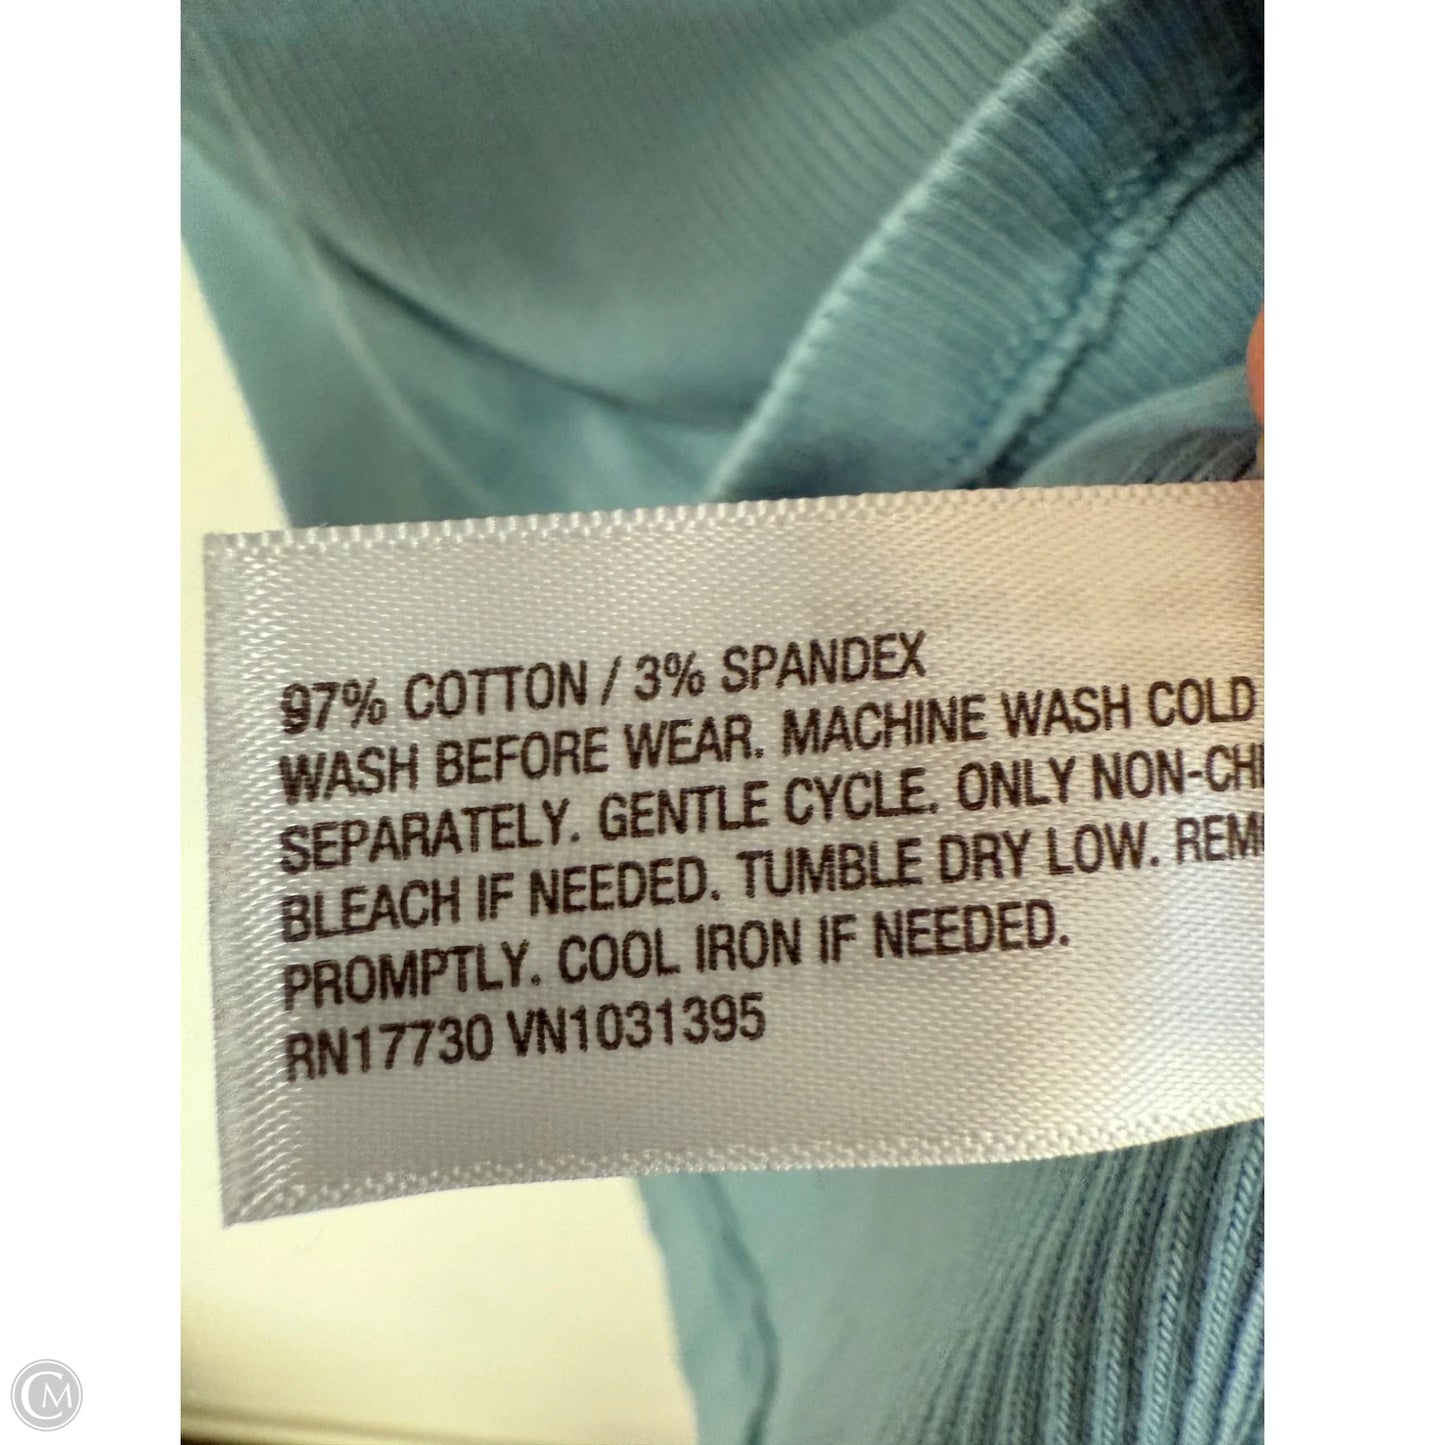 97% COTTON / 3% SPANDEX
WASH BEFORE WEAR. MACHINE WASH COLD
SEPARATELY. GENTLE CYCLE. ONLY NON-CH
BLEACH IF NEEDED. TUMBLE DRY LOW. REM
PROMPTLY. COOL IRON IF NEEDED.
RN17730 VN1031395
CM